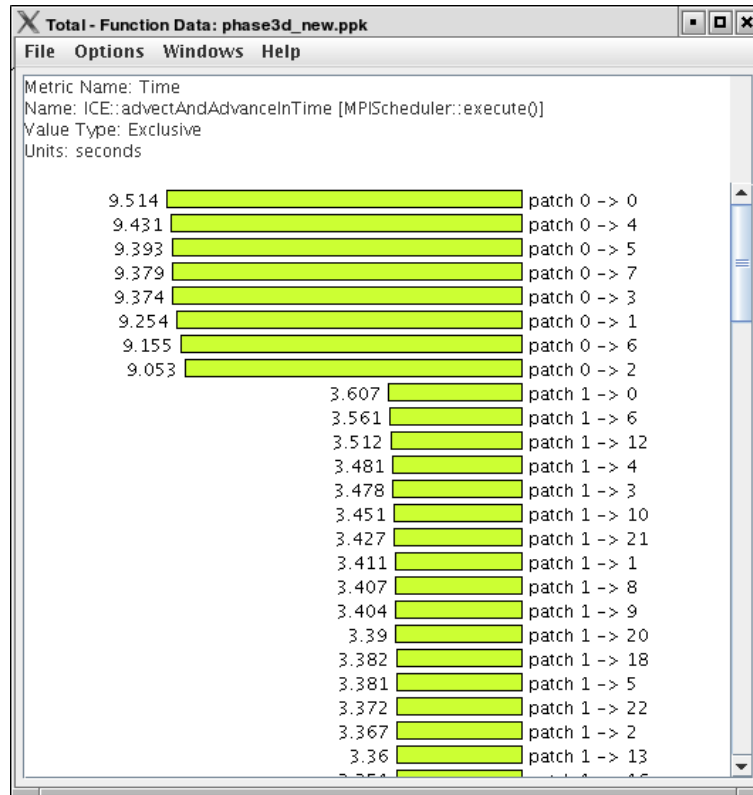 Total - Function Data: phase3d_new.ppk
File Options Windows Help
Metric Name: Time
Name: ICE::advectAndAdvanceInTime [MPIScheduler::execute()]
Value Type: Exclusive
Units: seconds
9.514 patch 0 -> 0
9.431 patch 0 -> 4
9.393 patch 0 -> 5
9.379 patch 0 -> 7
9.374 patch 0 -> 3
9.254 patch 0 -> 1
9.155 patch 0 -> 6
9.053 patch 0 -> 2
3.607 patch 1 -> 0
3.561 patch 1 -> 6
3.512 patch 1 -> 12
3.481 patch 1 -> 4
3.478 patch 1 -> 3
3.451 patch 1 -> 10
3.427 patch 1 -> 21
3.411 patch 1 -> 1
3.407 patch 1 -> 8
3.404 patch 1 -> 9
3.39 patch 1 -> 20
3.382 patch 1 -> 18
3.381 patch 1 -> 5
3.372 patch 1 -> 22
3.367 patch 1 -> 2
3.36 patch 1 -> 13